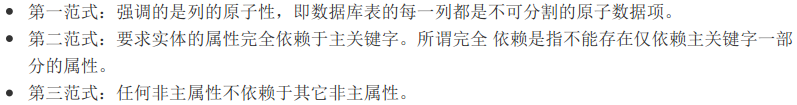 • 第一范式：强调的是列的原子性，即数据库表的每一列都是不可分割的原子数据项。
• 第二范式：要求实体的属性完全依赖于主关键字。所谓完全 依赖是指不能存在仅依赖主关键字一部
分的属性。
• 第三范式：任何非主属性不依赖于其它非主属性。